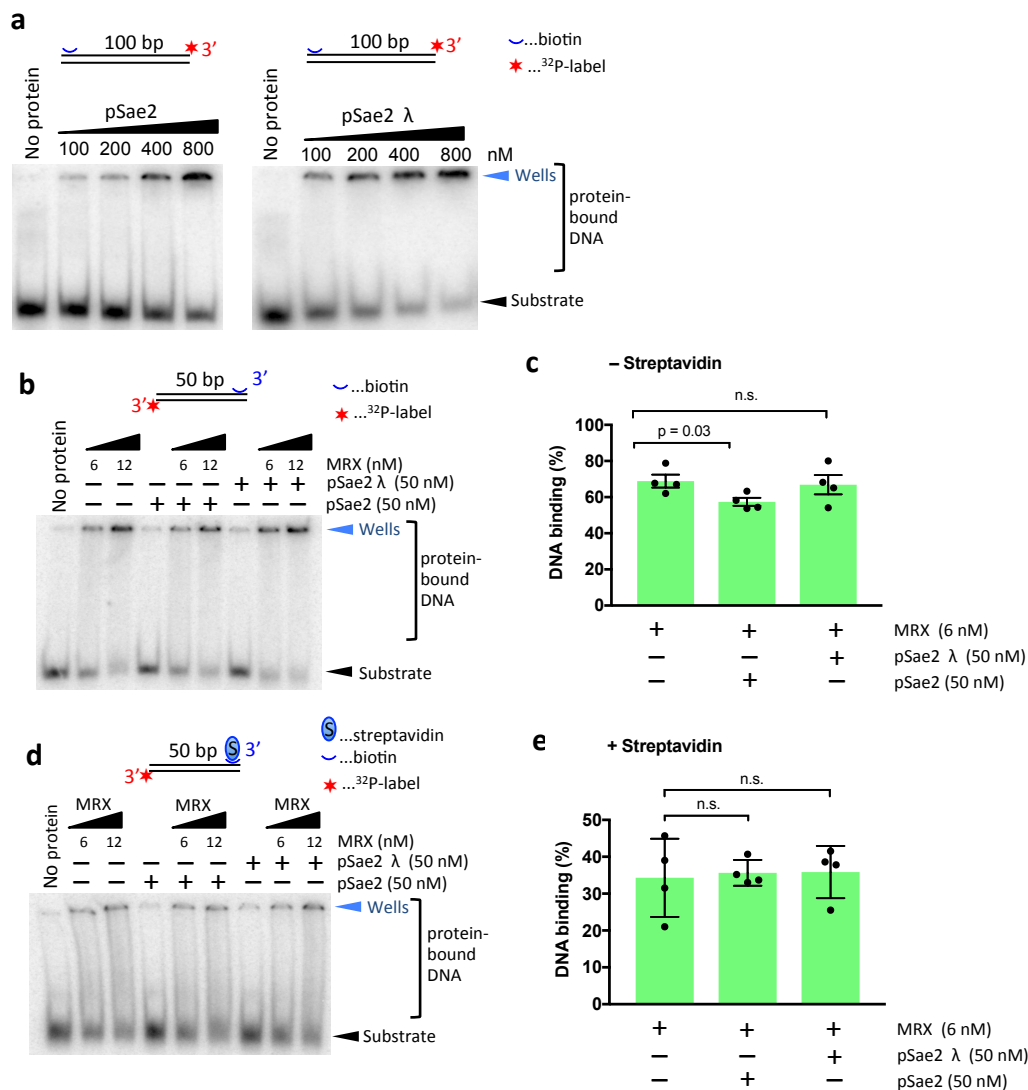 a
100 bp
3’
100 bp
3’
...biotin
...³²P-label
No protein
pSae2
100 200 400 800
No protein
pSae2 λ
100 200 400 800 nM
Wells
protein-
bound
DNA
Substrate
b
50 bp
3’
3’
...biotin
...³²P-label
No protein
6 12 6 12 6 12 MRX (nM)
– – – – – – + + + pSae2 λ (50 nM)
– – – + + + – – – pSae2 (50 nM)
Wells
protein-
bound
DNA
Substrate
c
– Streptavidin
n.s.
p = 0.03
DNA binding (%)
100
80
60
40
20
0
+ + + MRX (6 nM)
– – + pSae2 λ (50 nM)
– + – pSae2 (50 nM)
d
S
50 bp
3’
3’
S ...streptavidin
...biotin
...³²P-label
No protein
MRX MRX MRX
6 12 6 12 6 12 MRX (nM)
– – – – – – + + + pSae2 λ (50 nM)
– – – + + + – – – pSae2 (50 nM)
Wells
protein-
bound
DNA
Substrate
e
+ Streptavidin
n.s.
n.s.
DNA binding (%)
50
40
30
20
10
0
+ + + MRX (6 nM)
– – + pSae2 λ (50 nM)
– + – pSae2 (50 nM)